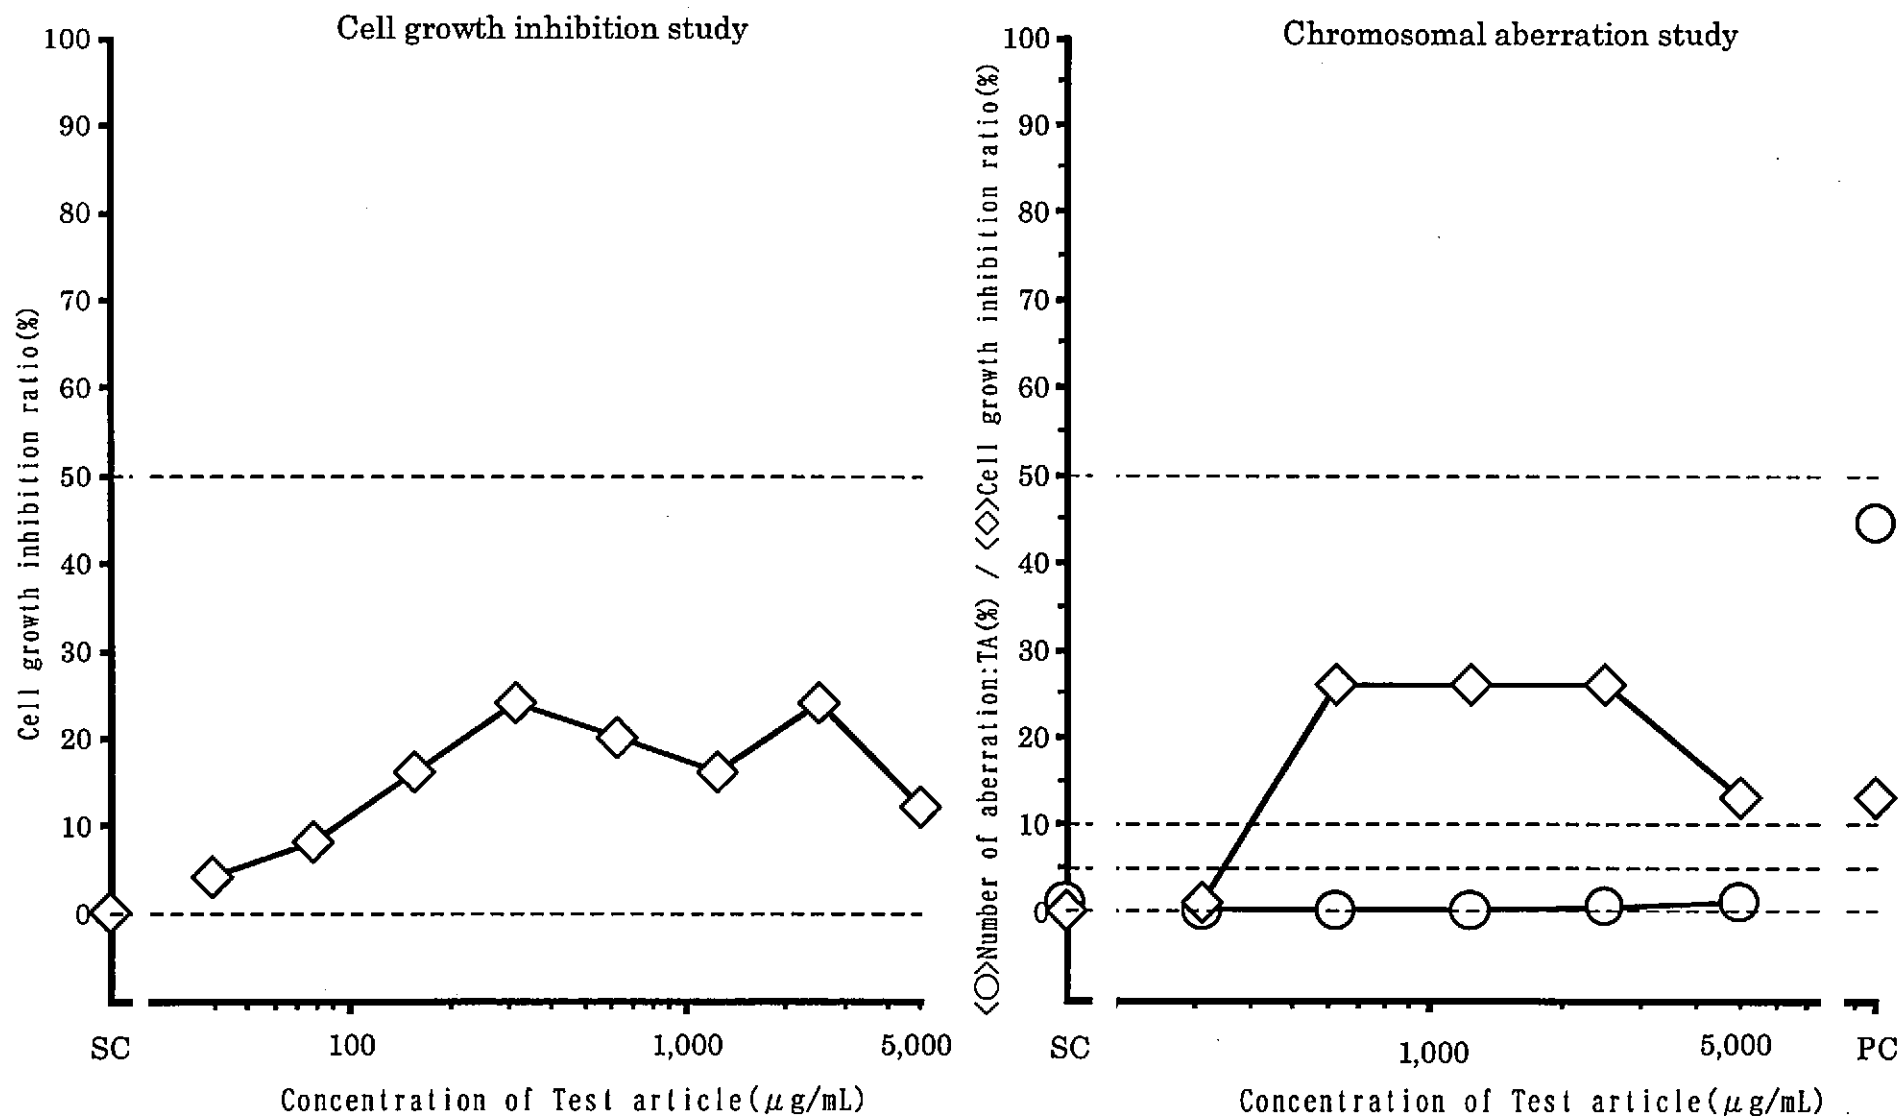 Cell growth inhibition study
100
90
80
70
60
50
40
30
20
10
0
Cell growth inhibition ratio(%)
SC 100 1,000 5,000
Concentration of Test article(μg/mL)
Chromosomal aberration study
100
90
80
70
60
50
40
30
20
10
0
<○>Number of aberration:TA(%) / <◇>Cell growth inhibition ratio(%)
SC 1,000 5,000 PC
Concentration of Test article(μg/mL)